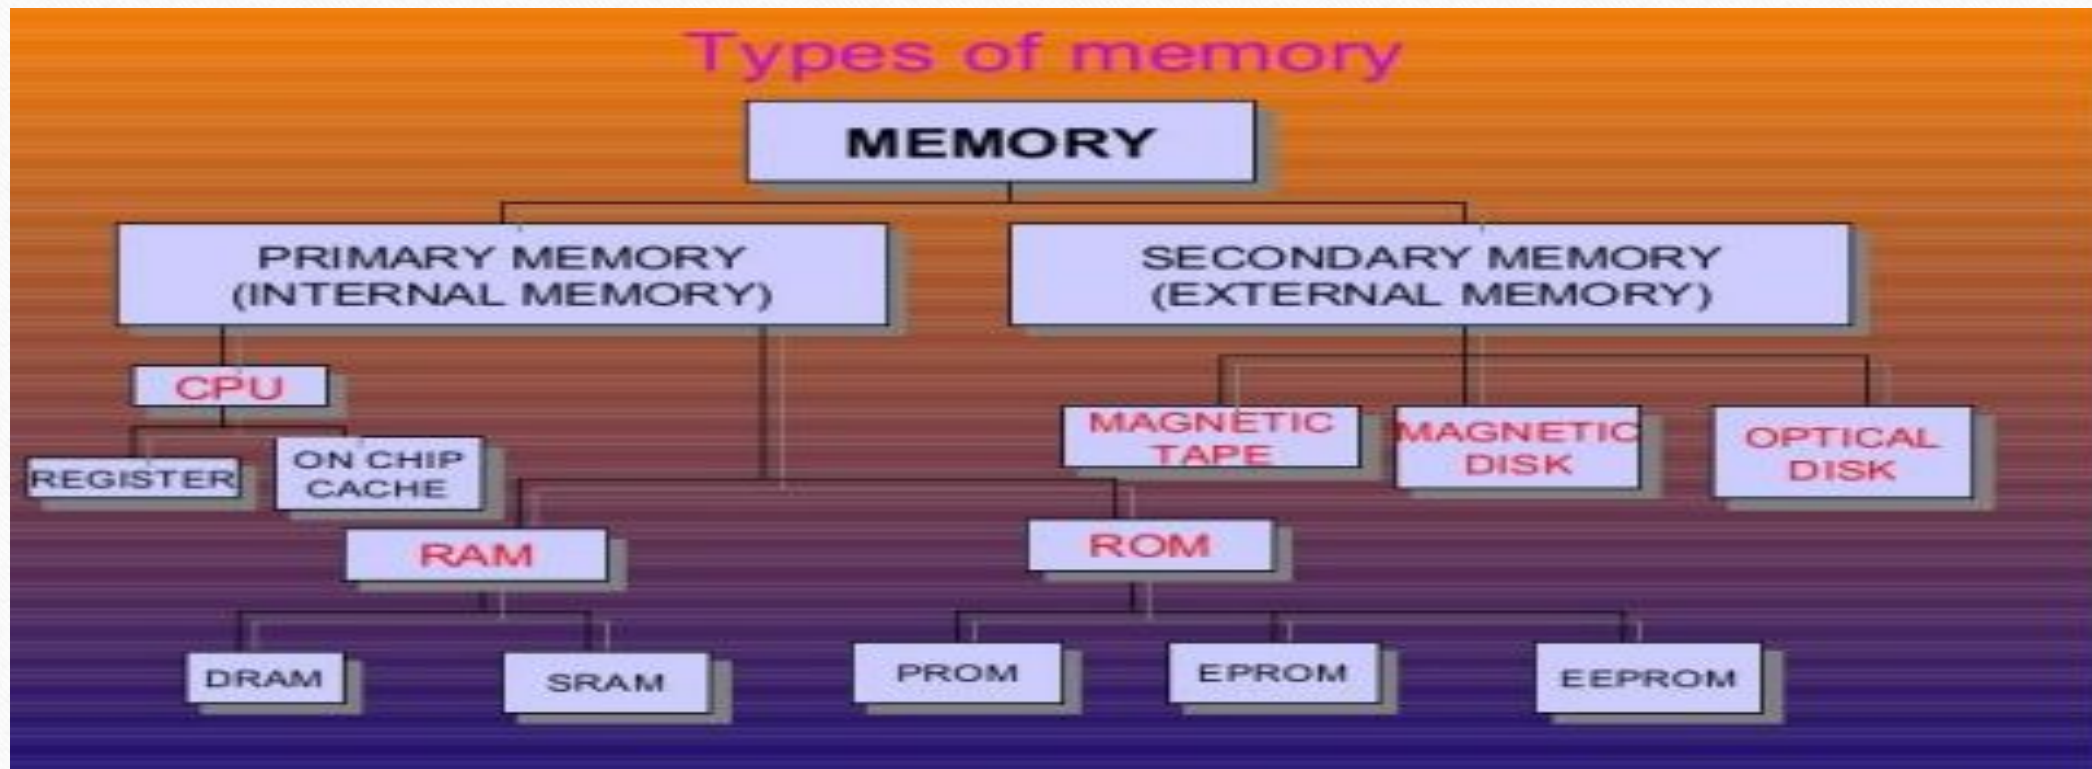 Types of memory
MEMORY
PRIMARY MEMORY
(INTERNAL MEMORY)
SECONDARY MEMORY
(EXTERNAL MEMORY)
CPU
REGISTER
ON CHIP
CACHE
MAGNETIC
TAPE
MAGNETIC
DISK
OPTICAL
DISK
RAM
ROM
DRAM
SRAM
PROM
EPROM
EEPROM